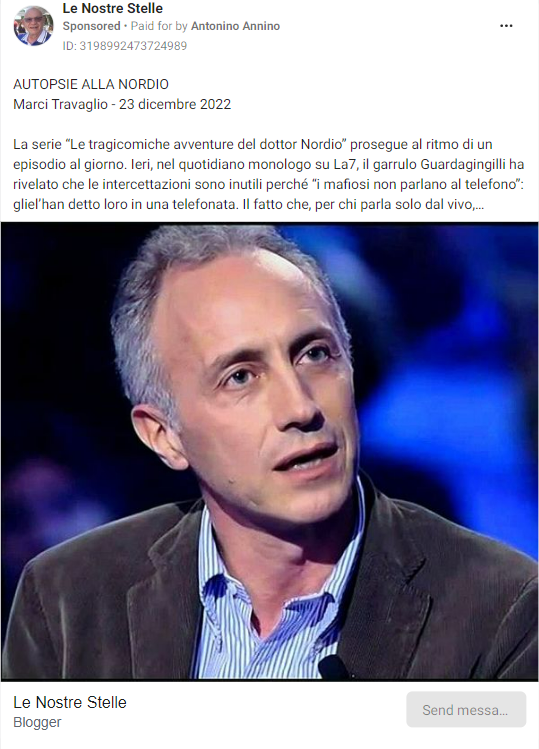 Le Nostre Stelle
Sponsored • Paid for by Antonino Annino
ID: 3198992473724989
AUTOPSIE ALLA NORDIO
Marci Travaglio - 23 dicembre 2022
La serie “Le tragicomiche avventure del dottor Nordio” prosegue al ritmo di un
episodio al giorno. Ieri, nel quotidiano monologo su La7, il garrulo Guardagingilli ha
rivelato che le intercettazioni sono inutili perché “i mafiosi non parlano al telefono”:
gliel’han detto loro in una telefonata. Il fatto che, per chi parla solo dal vivo,...
Le Nostre Stelle
Blogger
Send messa...